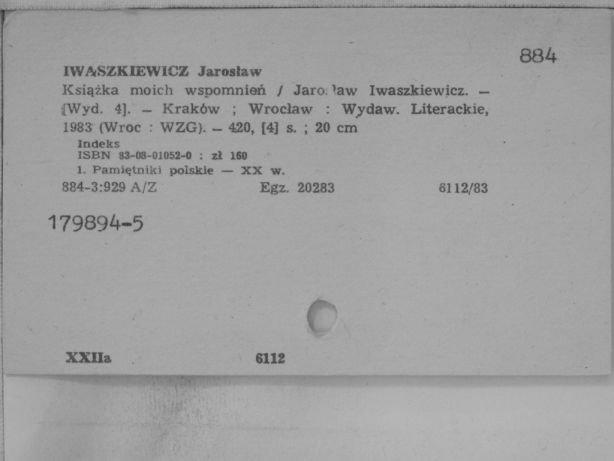 884
IWASZKIEWICZ Jarosław
Książka moich wspomnień / Jarosław Iwaszkiewicz. —
[Wyd. 4]. — Kraków ; Wrocław : Wydaw. Literackie,
1983 (Wroc : WZG). — 420, [4] s. ; 20 cm
Indeks
ISBN 83-08-01052-0 : zł 160
1. Pamiętniki polskie — XX w.
884-3:929 A/Z Egz. 20283 6112/83
179894-5
XXIIa 6112